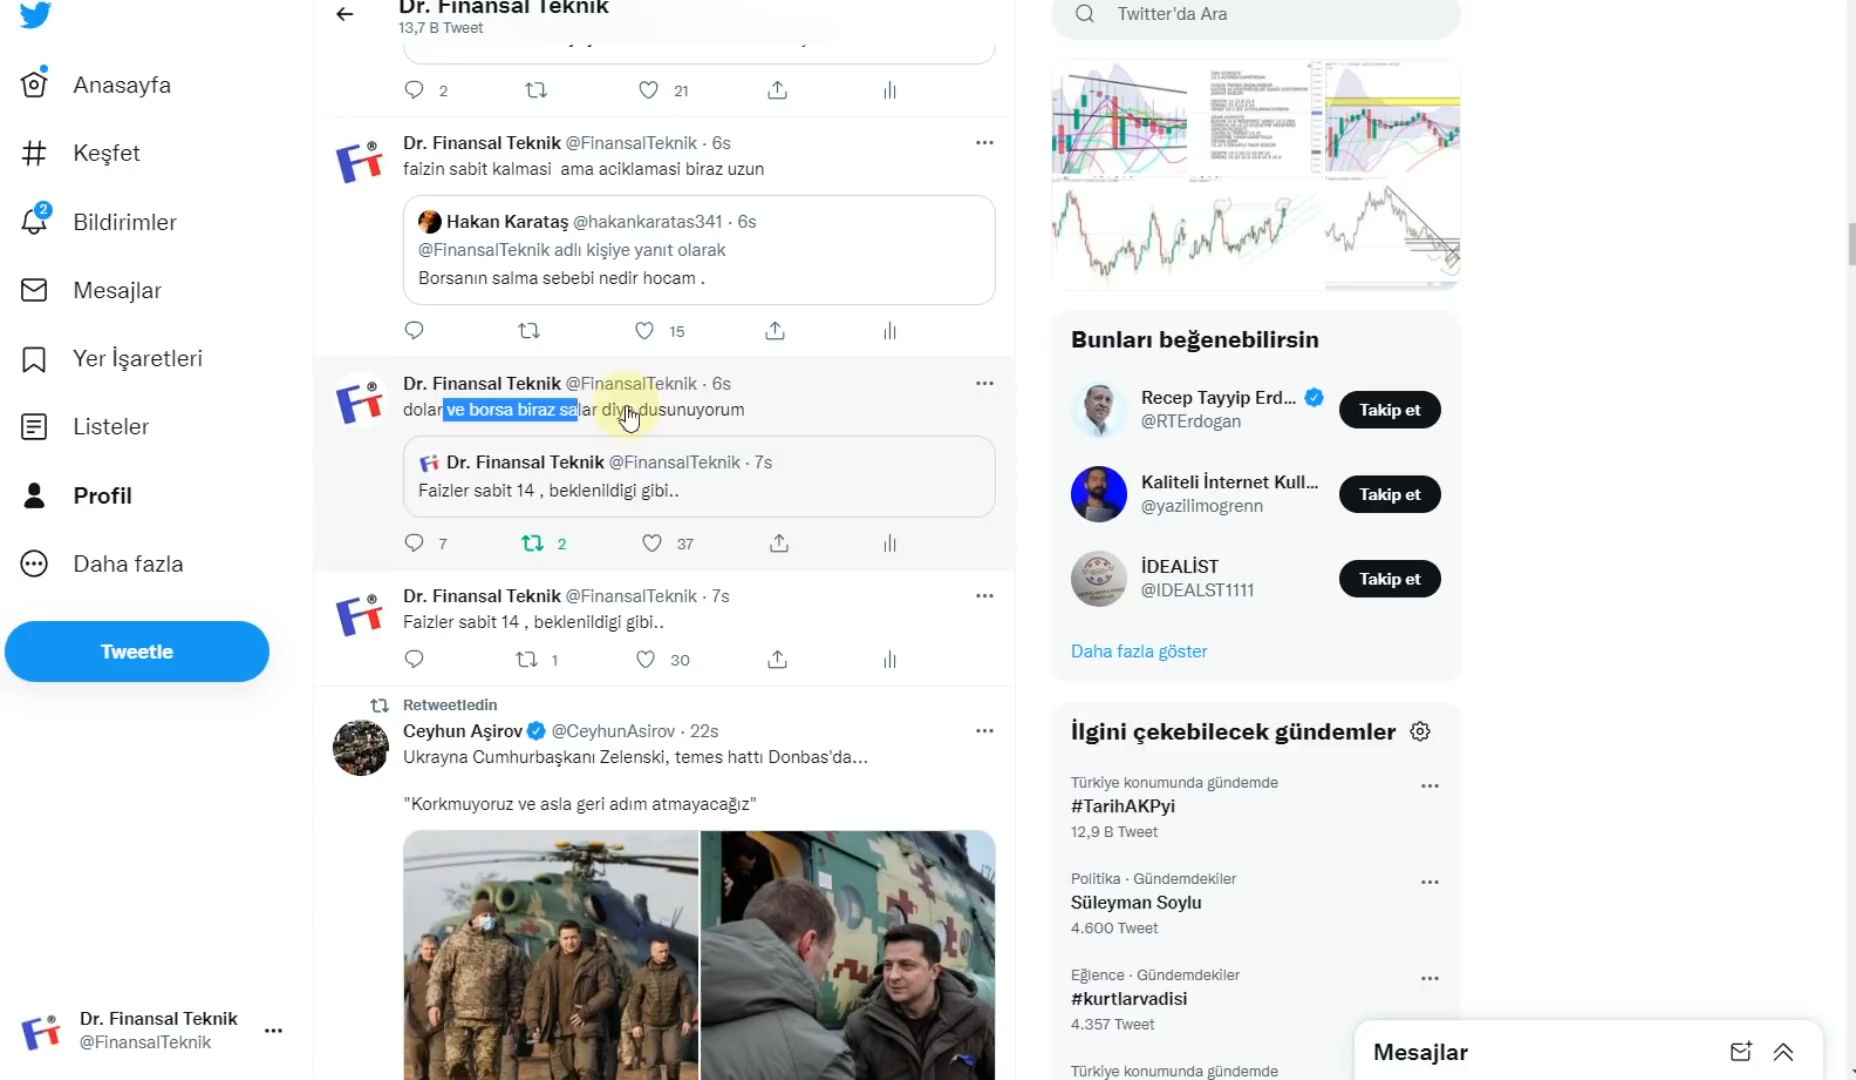 Dr. Finansal Teknik
13,7 B Tweet
Anasayfa
Keşfet
2
Bildirimler
Mesajlar
Yer İşaretleri
Listeler
Profil
Daha fazla
Tweetle
Dr. Finansal Teknik
@FinansalTeknik
2
21
Dr. Finansal Teknik @FinansalTeknik · 6s
faizin sabit kalmasi ama aciklamasi biraz uzun
Hakan Karataş @hakankaratas341 · 6s
@FinansalTeknik adlı kişiye yanıt olarak
Borsanın salma sebebi nedir hocam .
15
Dr. Finansal Teknik @FinansalTeknik · 6s
dolar ve borsa biraz salar diye dusunuyorum
Dr. Finansal Teknik @FinansalTeknik · 7s
Faizler sabit 14 , beklenildigi gibi..
7
2
37
Dr. Finansal Teknik @FinansalTeknik · 7s
Faizler sabit 14 , beklenildigi gibi..
1
30
Retweetledin
Ceyhun Aşirov @CeyhunAsirov · 22s
Ukrayna Cumhurbaşkanı Zelenski, temes hattı Donbas'da...
"Korkmuyoruz ve asla geri adım atmayacağız"
Twitter'da Ara
Bunları beğenebilirsin
Recep Tayyip Erd...
@RTErdogan
Takip et
Kaliteli İnternet Kull...
@yazilimogrenn
Takip et
İDEALİST
@IDEALST1111
Takip et
Daha fazla göster
İlgini çekebilecek gündemler
Türkiye konumunda gündemde
#TarihAKPyi
12,9 B Tweet
Politika · Gündemdekiler
Süleyman Soylu
4.600 Tweet
Eğlence · Gündemdekiler
#kurtlarvadisi
4.357 Tweet
Türkiye konumunda gündemde
Mesajlar